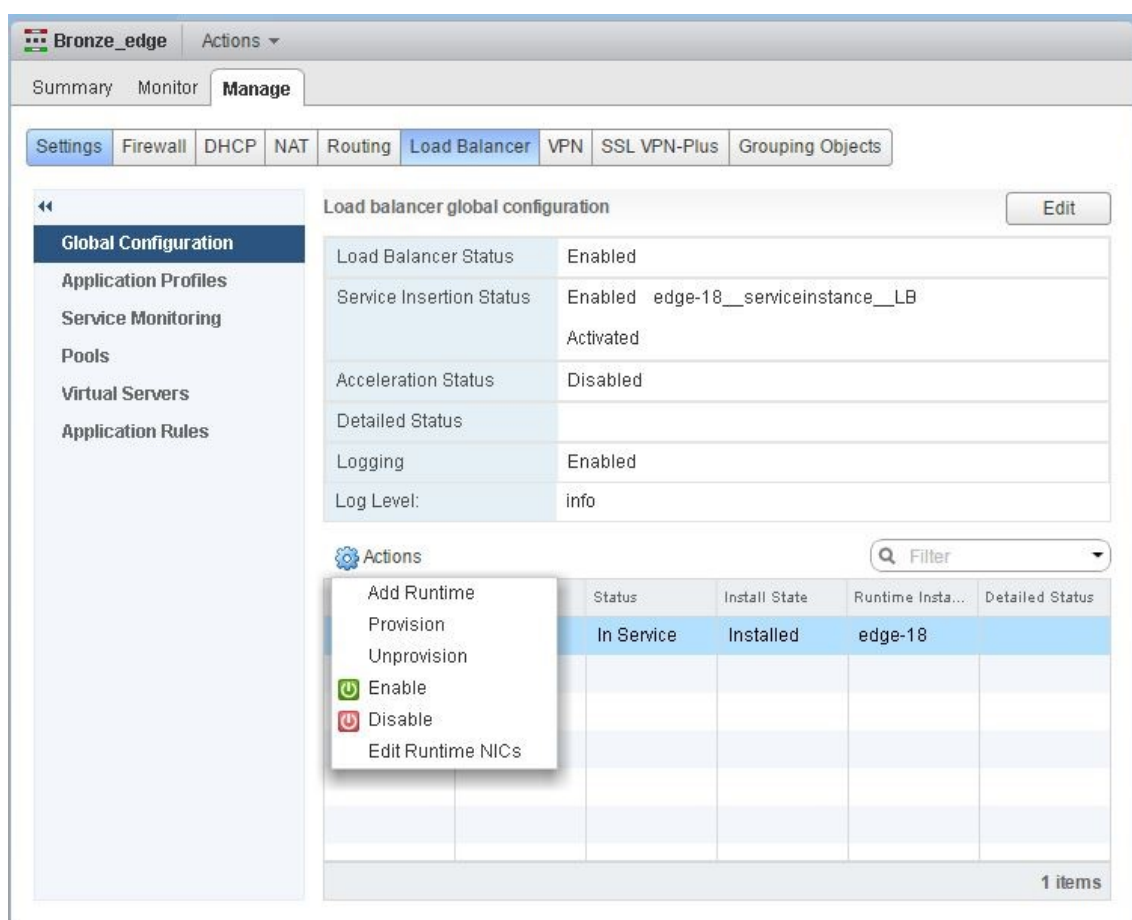 Bronze_edge Actions
Summary Monitor Manage
Settings Firewall DHCP NAT Routing Load Balancer VPN SSL VPN-Plus Grouping Objects
Load balancer global configuration Edit
Global Configuration
Application Profiles
Service Monitoring
Pools
Virtual Servers
Application Rules
Load Balancer Status Enabled
Service Insertion Status Enabled edge-18__serviceinstance__LB
Activated
Acceleration Status Disabled
Detailed Status
Logging Enabled
Log Level: info
Actions Filter
Add Runtime
Provision
Unprovision
Enable
Disable
Edit Runtime NICs
Status Install State Runtime Insta... Detailed Status
In Service Installed edge-18
1 items